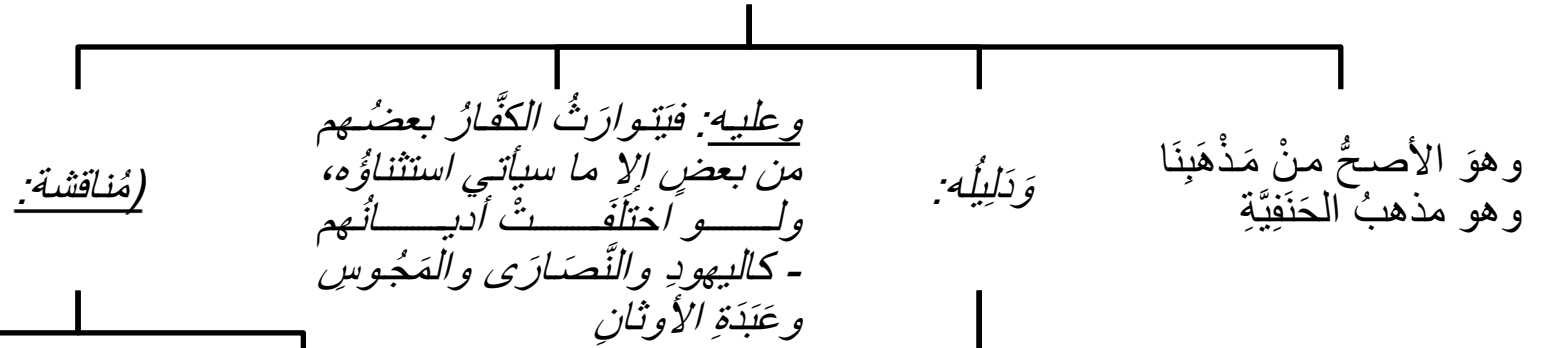 وهوَ الأصحُّ منْ مَذْهَبِنَا
وهو مذهبُ الحَنَفِيَّةِ
وَدَلِيلُه:
وعليه: فيَتوارَثُ الكفَّارُ بعضُهم
من بعضٍ إلا ما سيأتي استثناؤُه،
ولو اختلَفَتْ أديانُهم
- كاليهودِ والنَّصَارَى والمَجُوسِ
وعَبَدَةِ الأوثانِ
(مُناقشة: